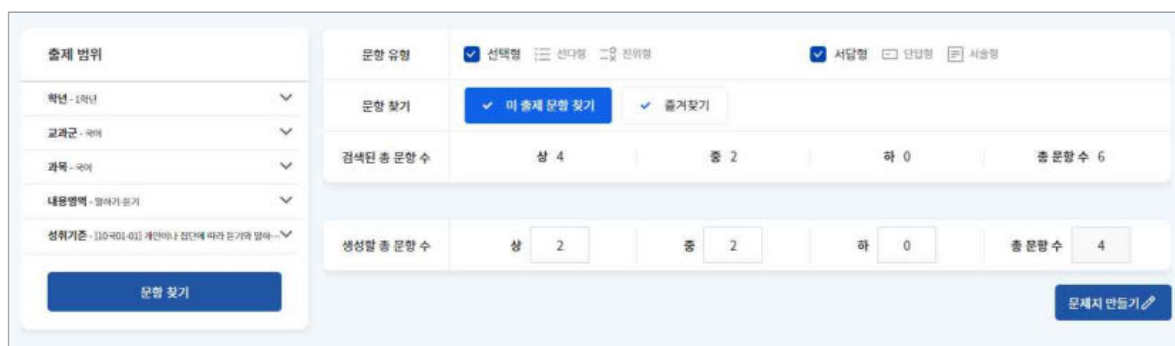 출제 범위
학년 - 1학년
교과군 - 국어
과목 - 국어
내용영역 - 말하기·듣기
성취기준 - [10국01-01] 개인이나 집단에 따라 듣기와 말하···
문항 찾기
문항 유형 선택형 선다형 진위형 서답형 단답형 서술형
문항 찾기 미 출제 문항 찾기 즐겨찾기
검색된 총 문항 수 상 4 중 2 하 0 총 문항 수 6
생성할 총 문항 수 상 2 중 2 하 0 총 문항 수 4
문제지 만들기